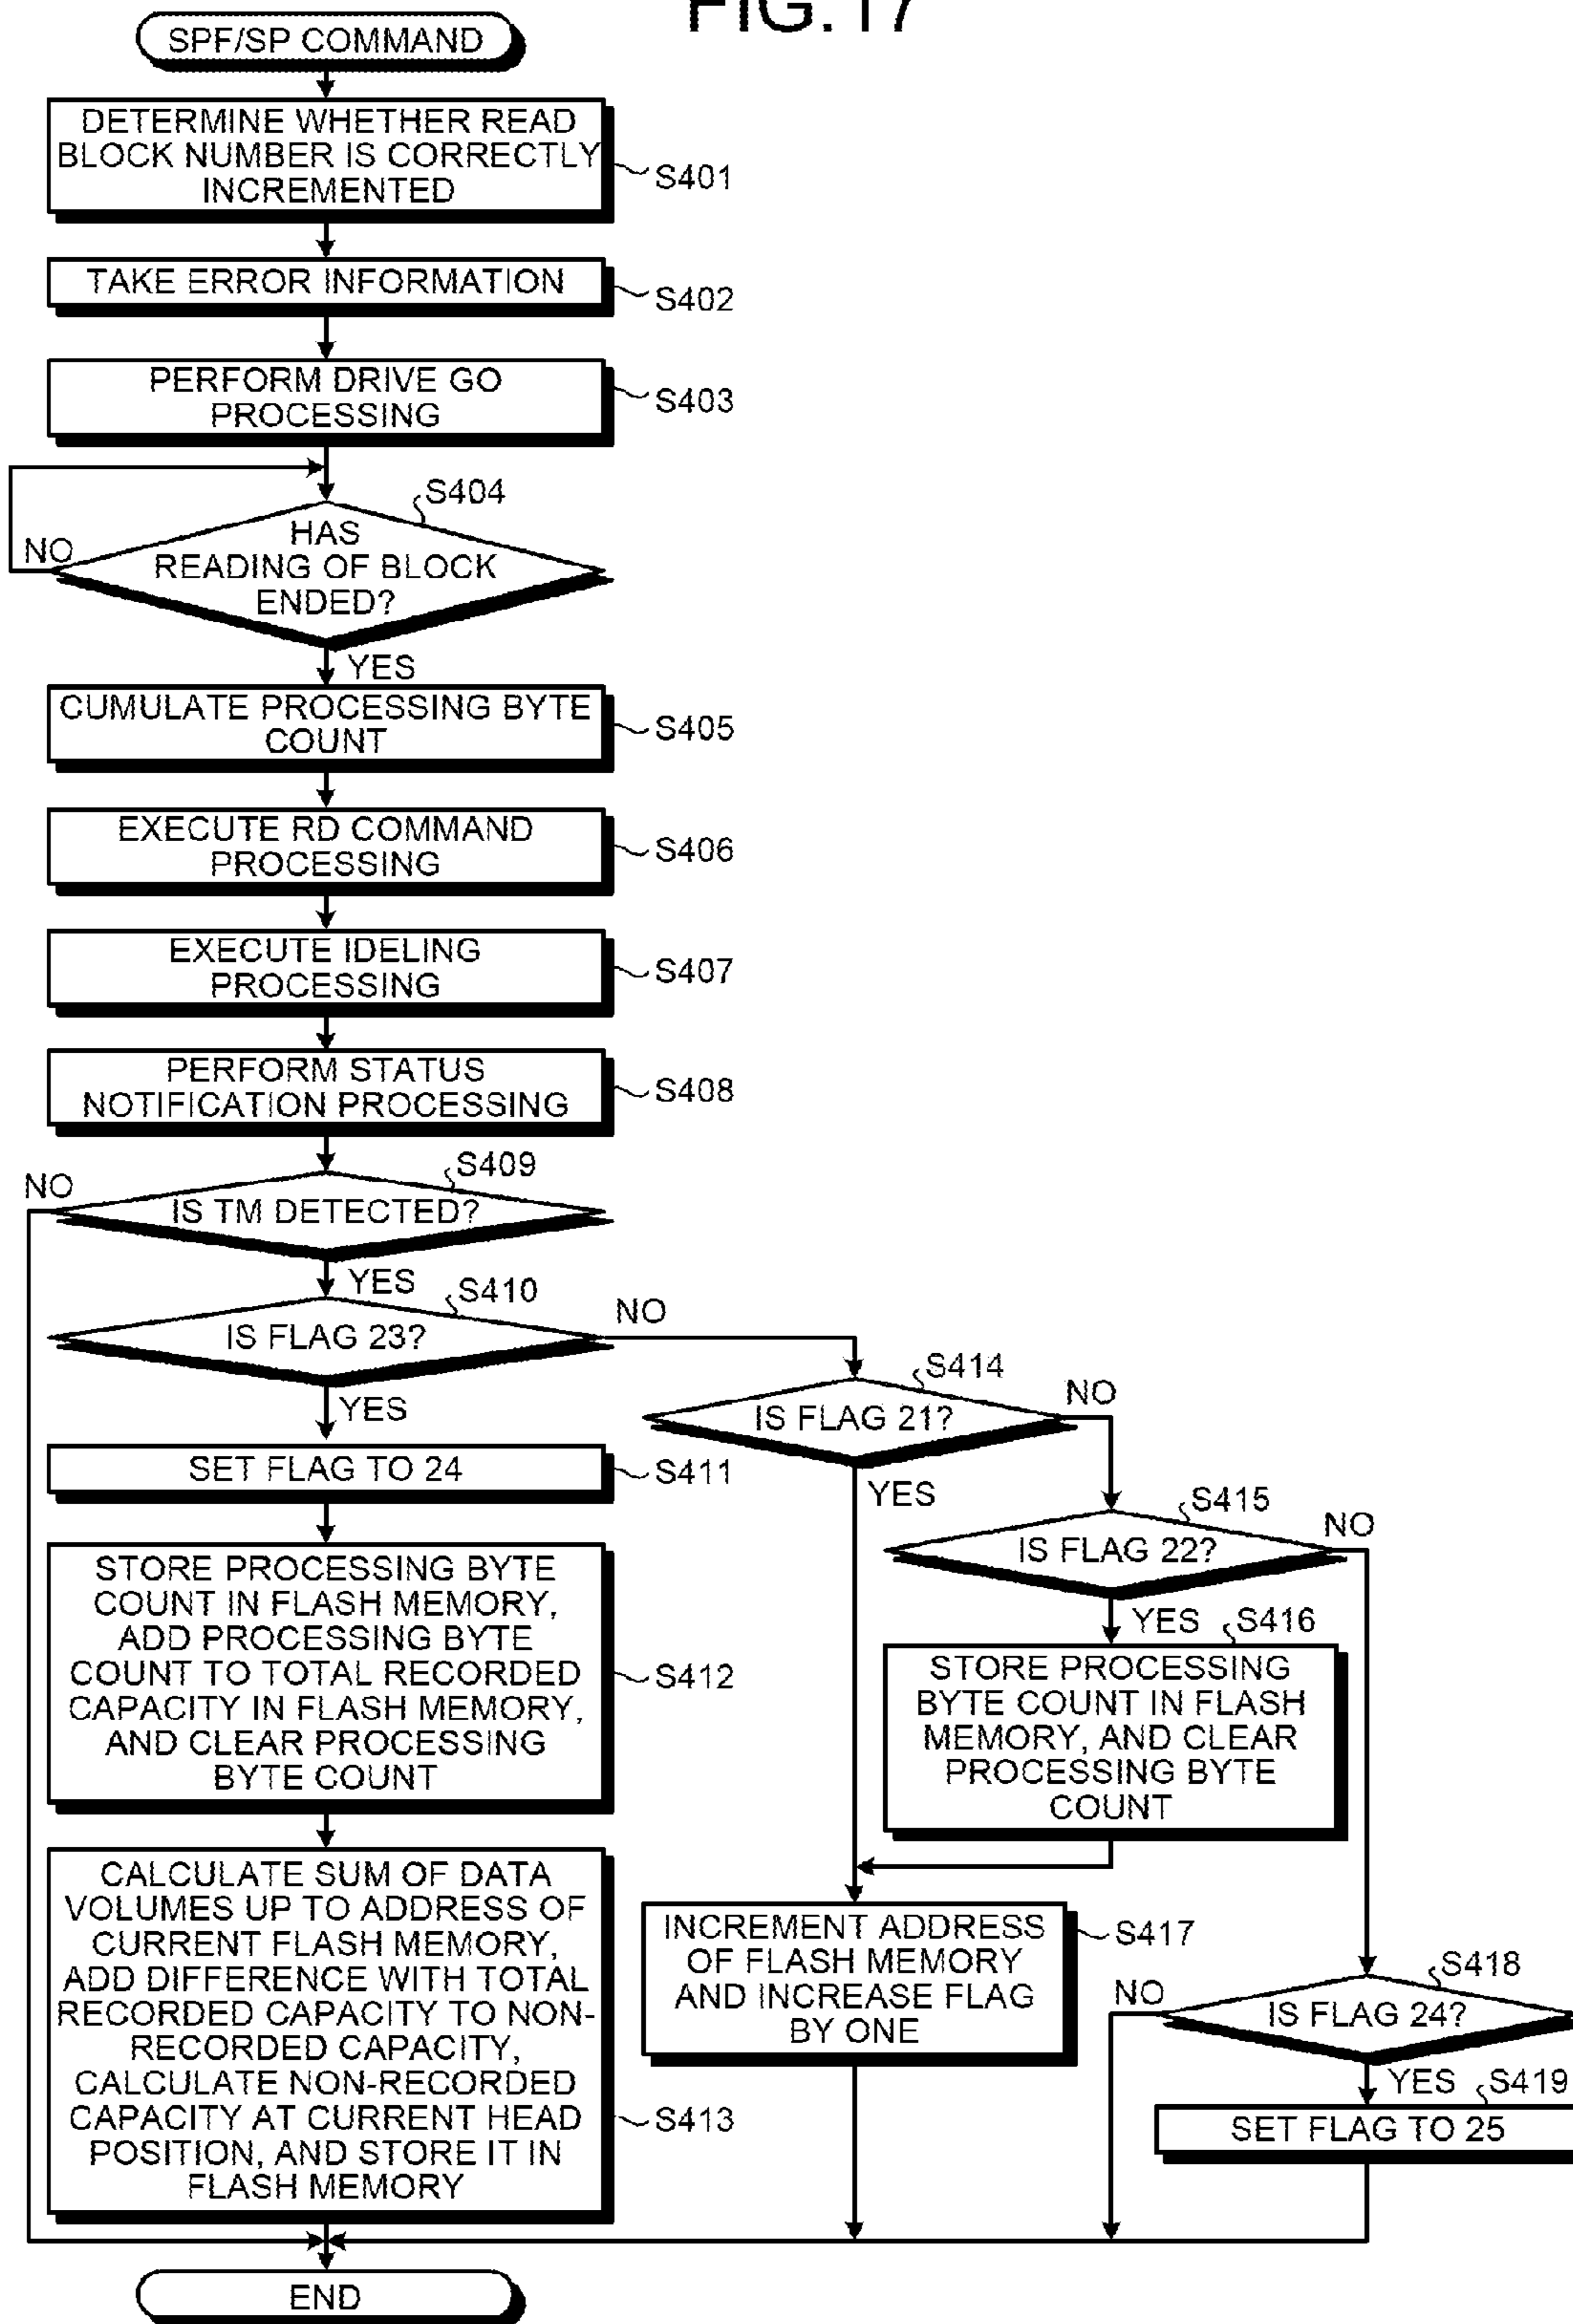 FIG. 17
SPF/SP COMMAND
DETERMINE WHETHER READ
BLOCK NUMBER IS CORRECTLY
INCREMENTED
S401
TAKE ERROR INFORMATION
S402
PERFORM DRIVE GO
PROCESSING
S403
S404
HAS
READING OF BLOCK
ENDED?
NO
YES
CUMULATE PROCESSING BYTE
COUNT
S405
EXECUTE RD COMMAND
PROCESSING
S406
EXECUTE IDELING
PROCESSING
S407
PERFORM STATUS
NOTIFICATION PROCESSING
S408
S409
NO
IS TM DETECTED?
YES
S410
NO
IS FLAG 23?
YES
SET FLAG TO 24
S411
STORE PROCESSING BYTE
COUNT IN FLASH MEMORY,
ADD PROCESSING BYTE
COUNT TO TOTAL RECORDED
CAPACITY IN FLASH MEMORY,
AND CLEAR PROCESSING
BYTE COUNT
S412
CALCULATE SUM OF DATA
VOLUMES UP TO ADDRESS OF
CURRENT FLASH MEMORY,
ADD DIFFERENCE WITH TOTAL
RECORDED CAPACITY TO NON-
RECORDED CAPACITY,
CALCULATE NON-RECORDED
CAPACITY AT CURRENT HEAD
POSITION, AND STORE IT IN
FLASH MEMORY
S413
S414
NO
IS FLAG 21?
YES
S415
NO
IS FLAG 22?
YES
S416
STORE PROCESSING
BYTE COUNT IN FLASH
MEMORY, AND CLEAR
PROCESSING BYTE
COUNT
INCREMENT ADDRESS
OF FLASH MEMORY
AND INCREASE FLAG
BY ONE
S417
S418
NO
IS FLAG 24?
YES
S419
SET FLAG TO 25
END